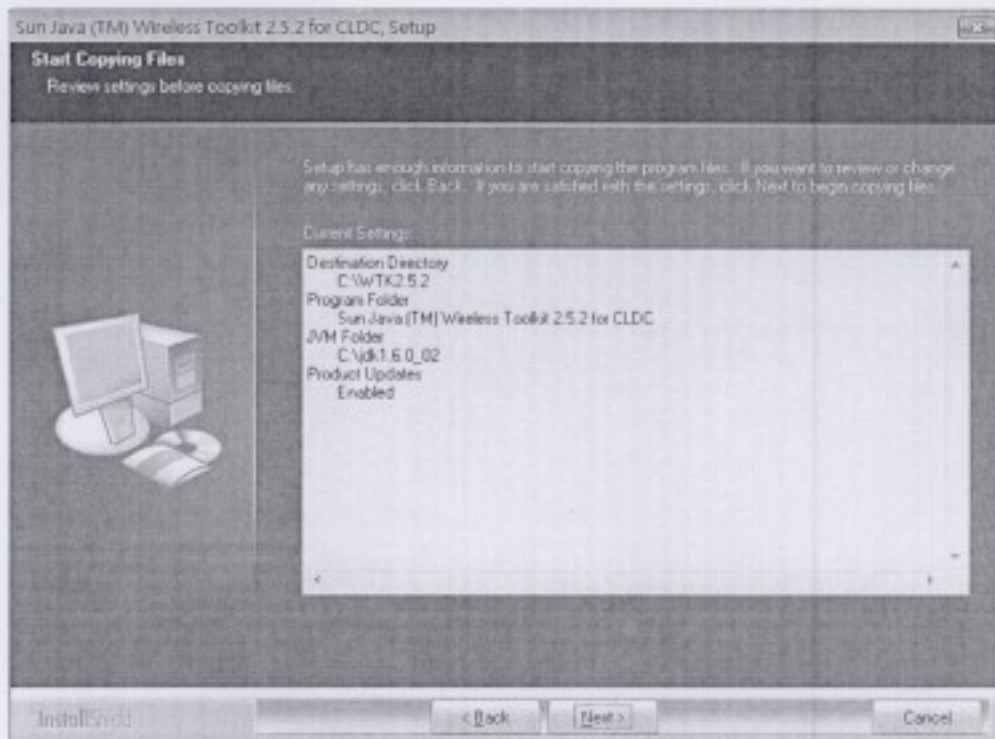 Sun Java (TM) Wireless Toolkit 2.5.2 for CLDC, Setup
Start Copying Files
Review settings before copying files.
Setup has enough information to start copying the program files. If you want to review or change
any settings, click Back. If you are satisfied with the settings, click Next to begin copying files.
Current Settings:
Destination Directory
C:\WTK2.5.2
Program Folder
Sun Java (TM) Wireless Toolkit 2.5.2 for CLDC
JVM Folder
C:\jdk1.6.0_02
Product Updates
Enabled
InstallShield
< Back
Next >
Cancel